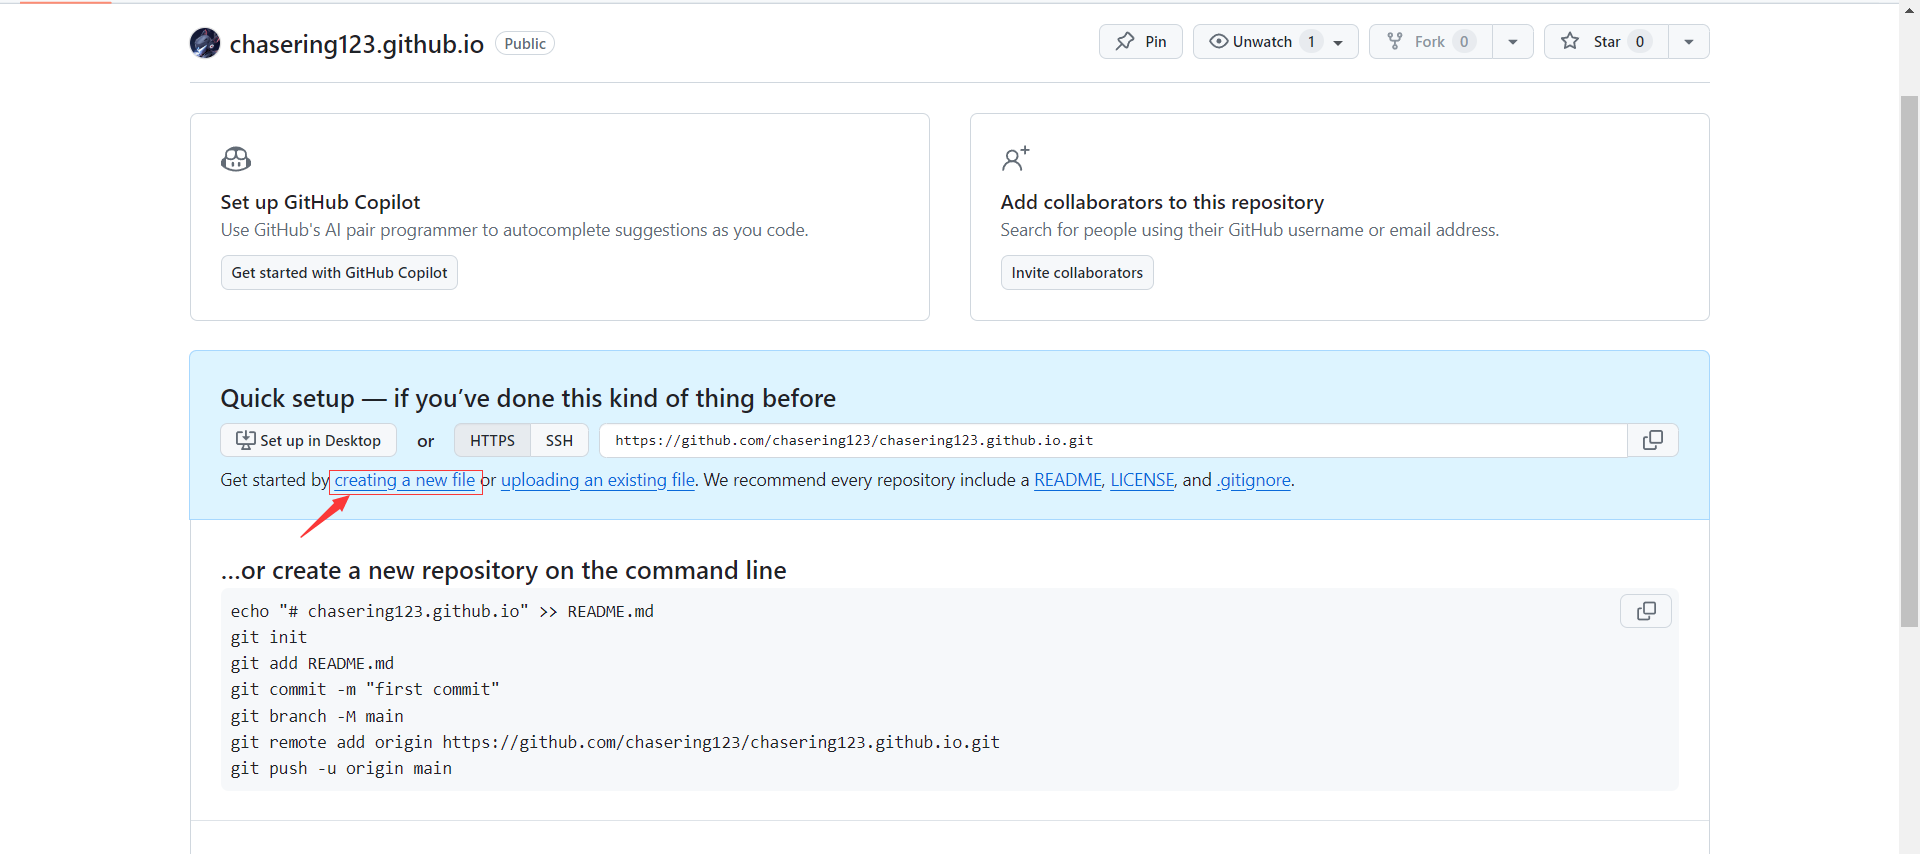 chasering123.github.io Public Pin Unwatch 1 Fork 0 Star 0
Set up GitHub Copilot
Use GitHub's AI pair programmer to autocomplete suggestions as you code.
Get started with GitHub Copilot
Add collaborators to this repository
Search for people using their GitHub username or email address.
Invite collaborators
Quick setup — if you’ve done this kind of thing before
Set up in Desktop or HTTPS SSH https://github.com/chasering123/chasering123.github.io.git
Get started by creating a new file or uploading an existing file. We recommend every repository include a README, LICENSE, and .gitignore.
…or create a new repository on the command line
echo "# chasering123.github.io" >> README.md
git init
git add README.md
git commit -m "first commit"
git branch -M main
git remote add origin https://github.com/chasering123/chasering123.github.io.git
git push -u origin main